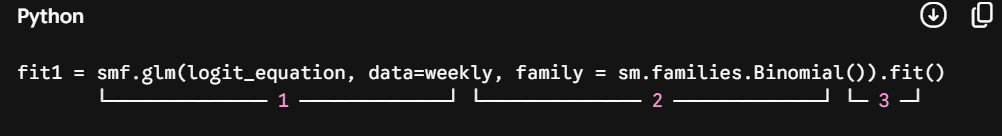 Python
fit1 = smf.glm(logit_equation, data=weekly, family = sm.families.Binomial()).fit()
1 2 3